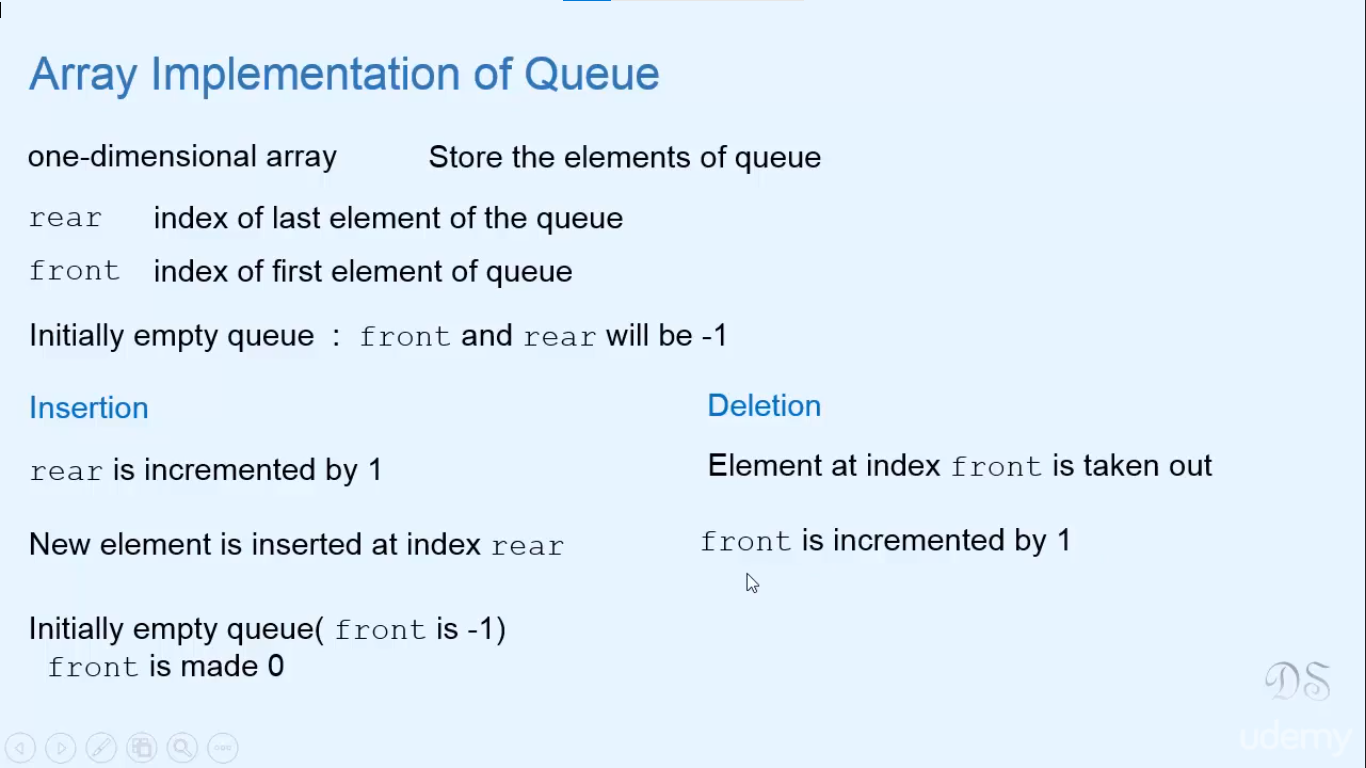 Array Implementation of Queue
one-dimensional array Store the elements of queue
rear index of last element of the queue
front index of first element of queue
Initially empty queue : front and rear will be -1
Insertion
rear is incremented by 1
New element is inserted at index rear
Initially empty queue( front is -1)
front is made 0
Deletion
Element at index front is taken out
front is incremented by 1
DS
udemy